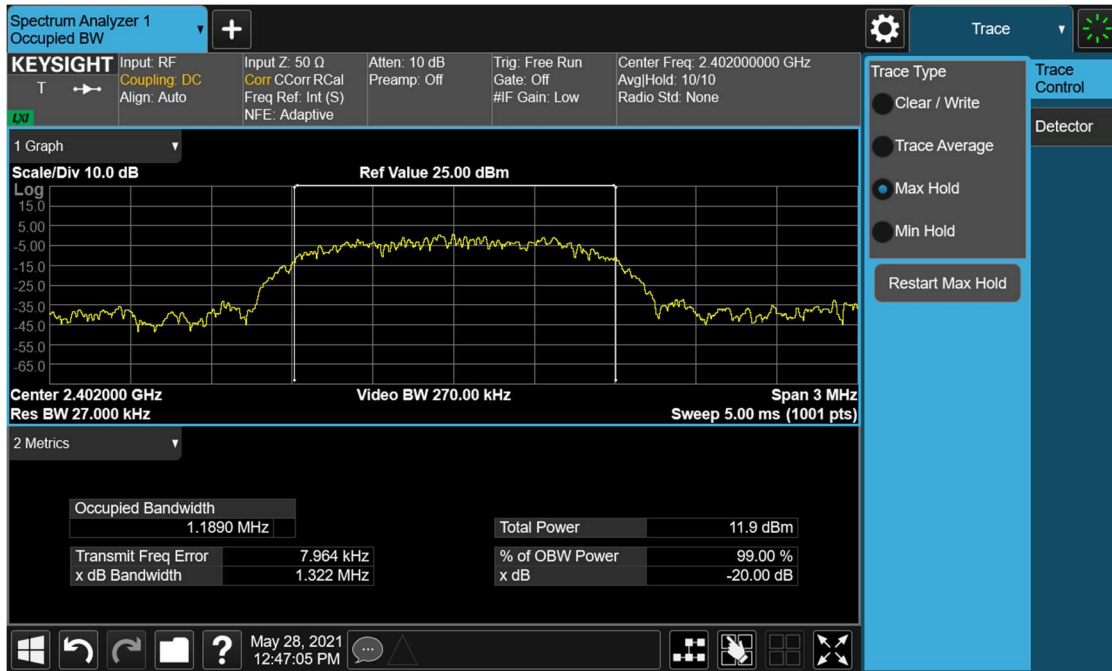 Spectrum Analyzer 1
Occupied BW
Trace
KEYSIGHT
T
LXI
Input: RF
Coupling: DC
Align: Auto
Input Z: 50 Ω
Corr CCorr RCal
Freq Ref: Int (S)
NFE: Adaptive
Atten: 10 dB
Preamp: Off
Trig: Free Run
Gate: Off
#IF Gain: Low
Center Freq: 2.402000000 GHz
Avg|Hold: 10/10
Radio Std: None
Trace Type
Clear / Write
Trace Average
Max Hold
Min Hold
Restart Max Hold
Trace
Control
Detector
1 Graph
Scale/Div 10.0 dB
Ref Value 25.00 dBm
Log
15.0
5.00
-5.00
-15.0
-25.0
-35.0
-45.0
-55.0
-65.0
Center 2.402000 GHz
Video BW 270.00 kHz
Span 3 MHz
Res BW 27.000 kHz
Sweep 5.00 ms (1001 pts)
2 Metrics
Occupied Bandwidth
1.1890 MHz
Total Power 11.9 dBm
Transmit Freq Error 7.964 kHz
% of OBW Power 99.00 %
x dB Bandwidth 1.322 MHz
x dB -20.00 dB
?
May 28, 2021
12:47:05 PM